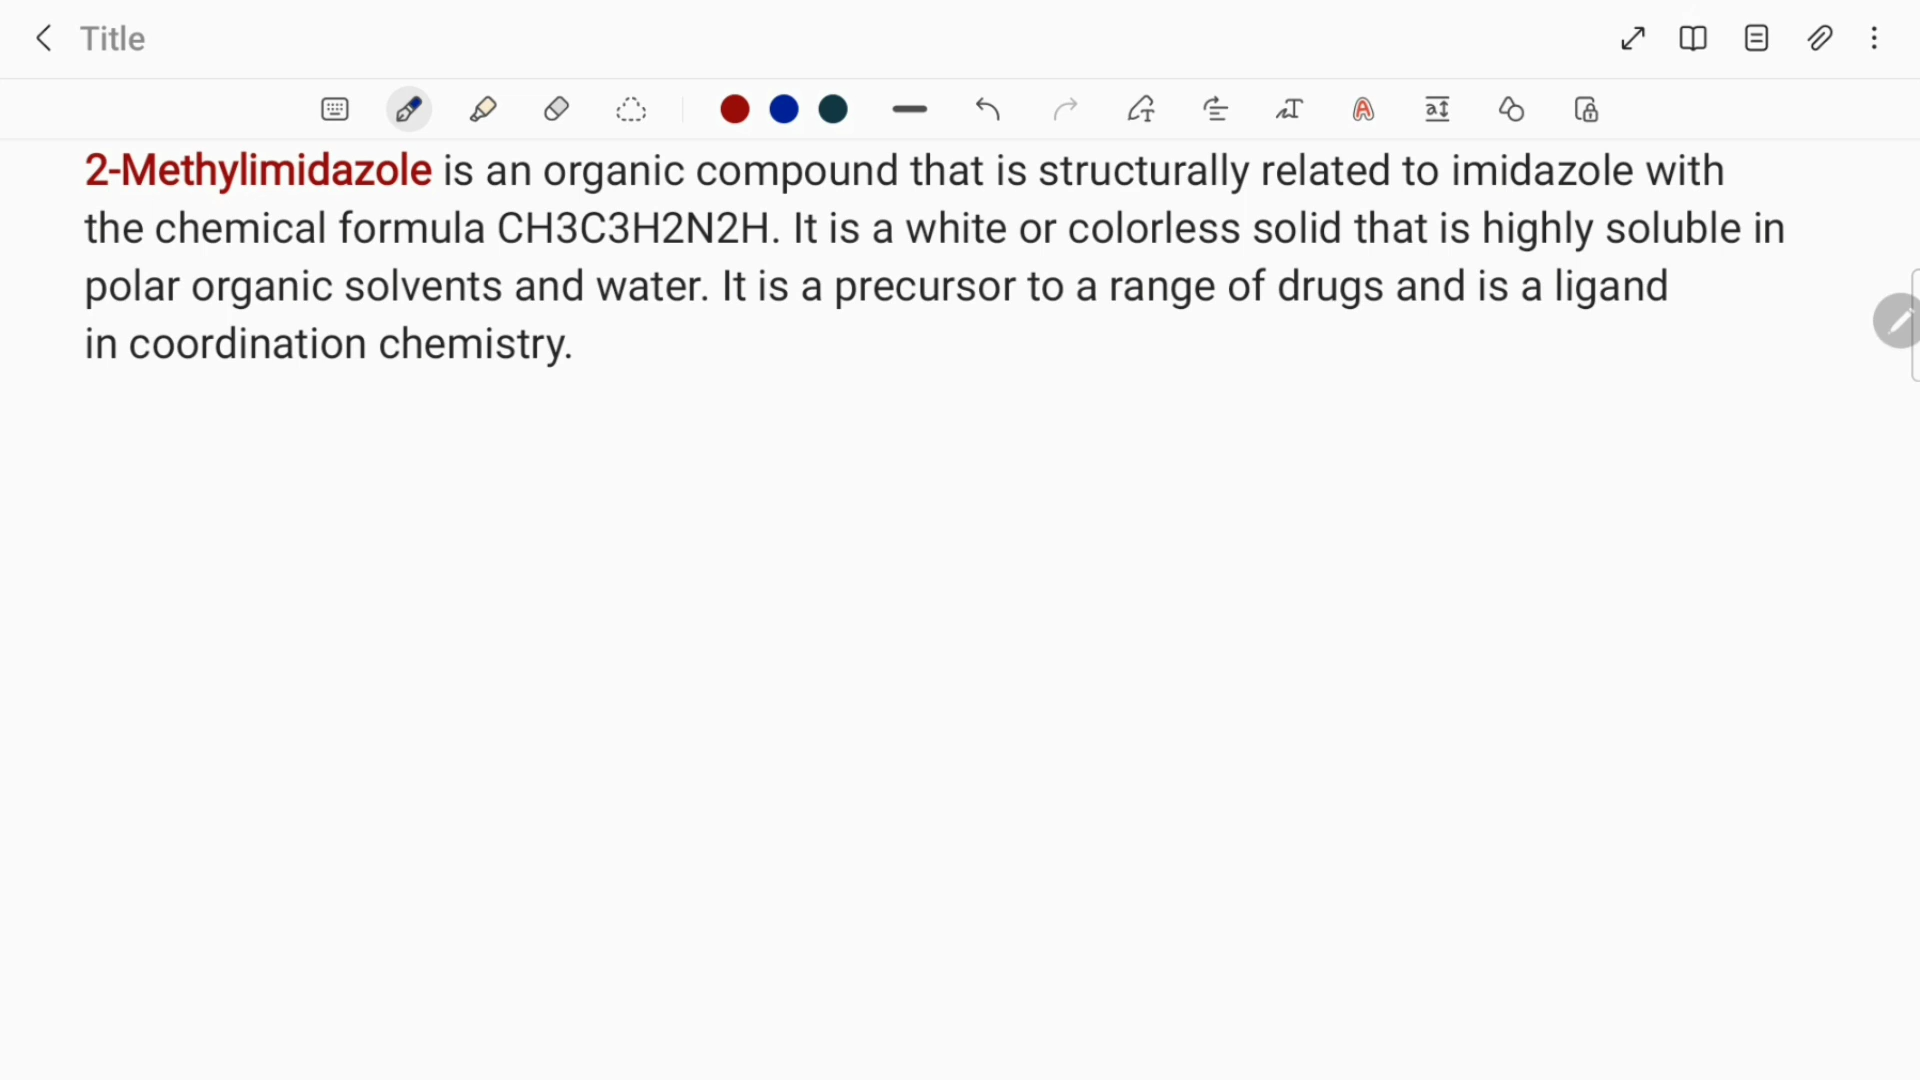 Title
2-Methylimidazole is an organic compound that is structurally related to imidazole with
the chemical formula CH3C3H2N2H. It is a white or colorless solid that is highly soluble in
polar organic solvents and water. It is a precursor to a range of drugs and is a ligand
in coordination chemistry.